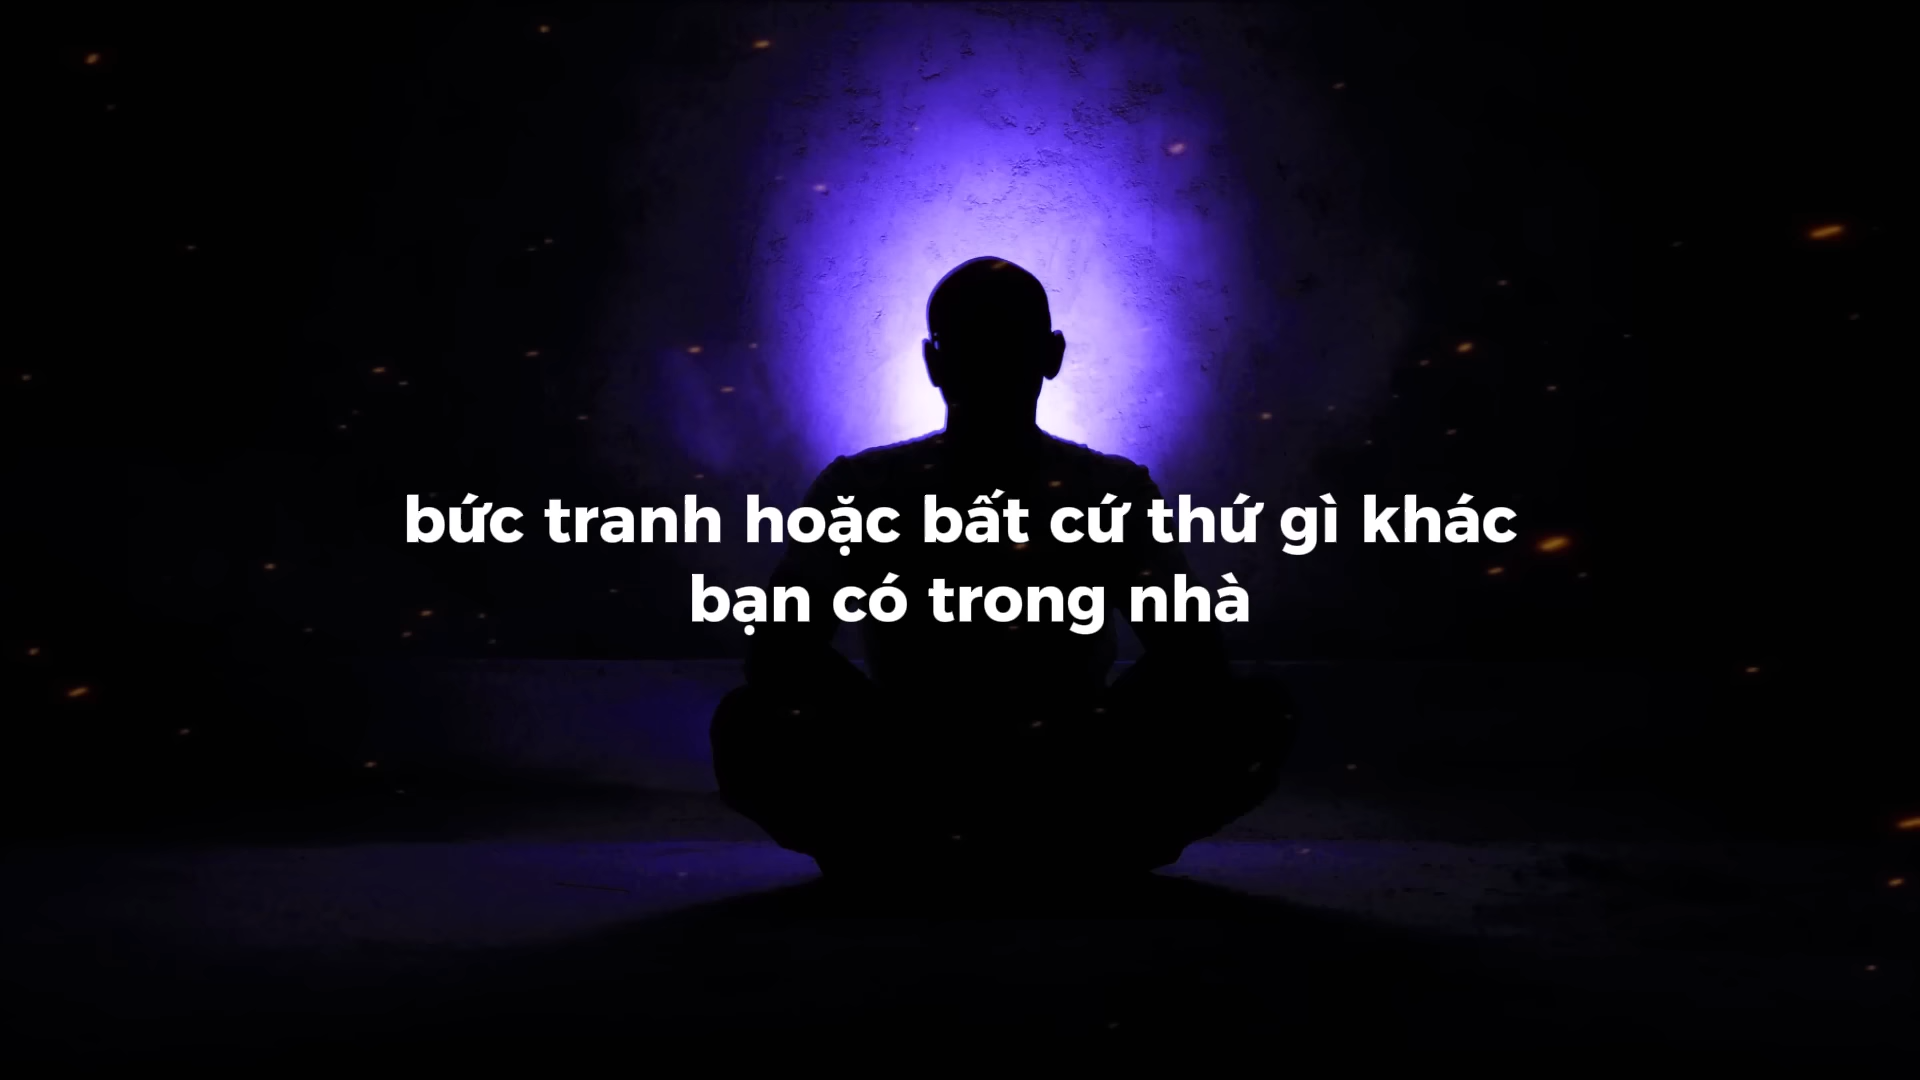 bức tranh hoặc bất cứ thứ gì khác
bạn có trong nhà